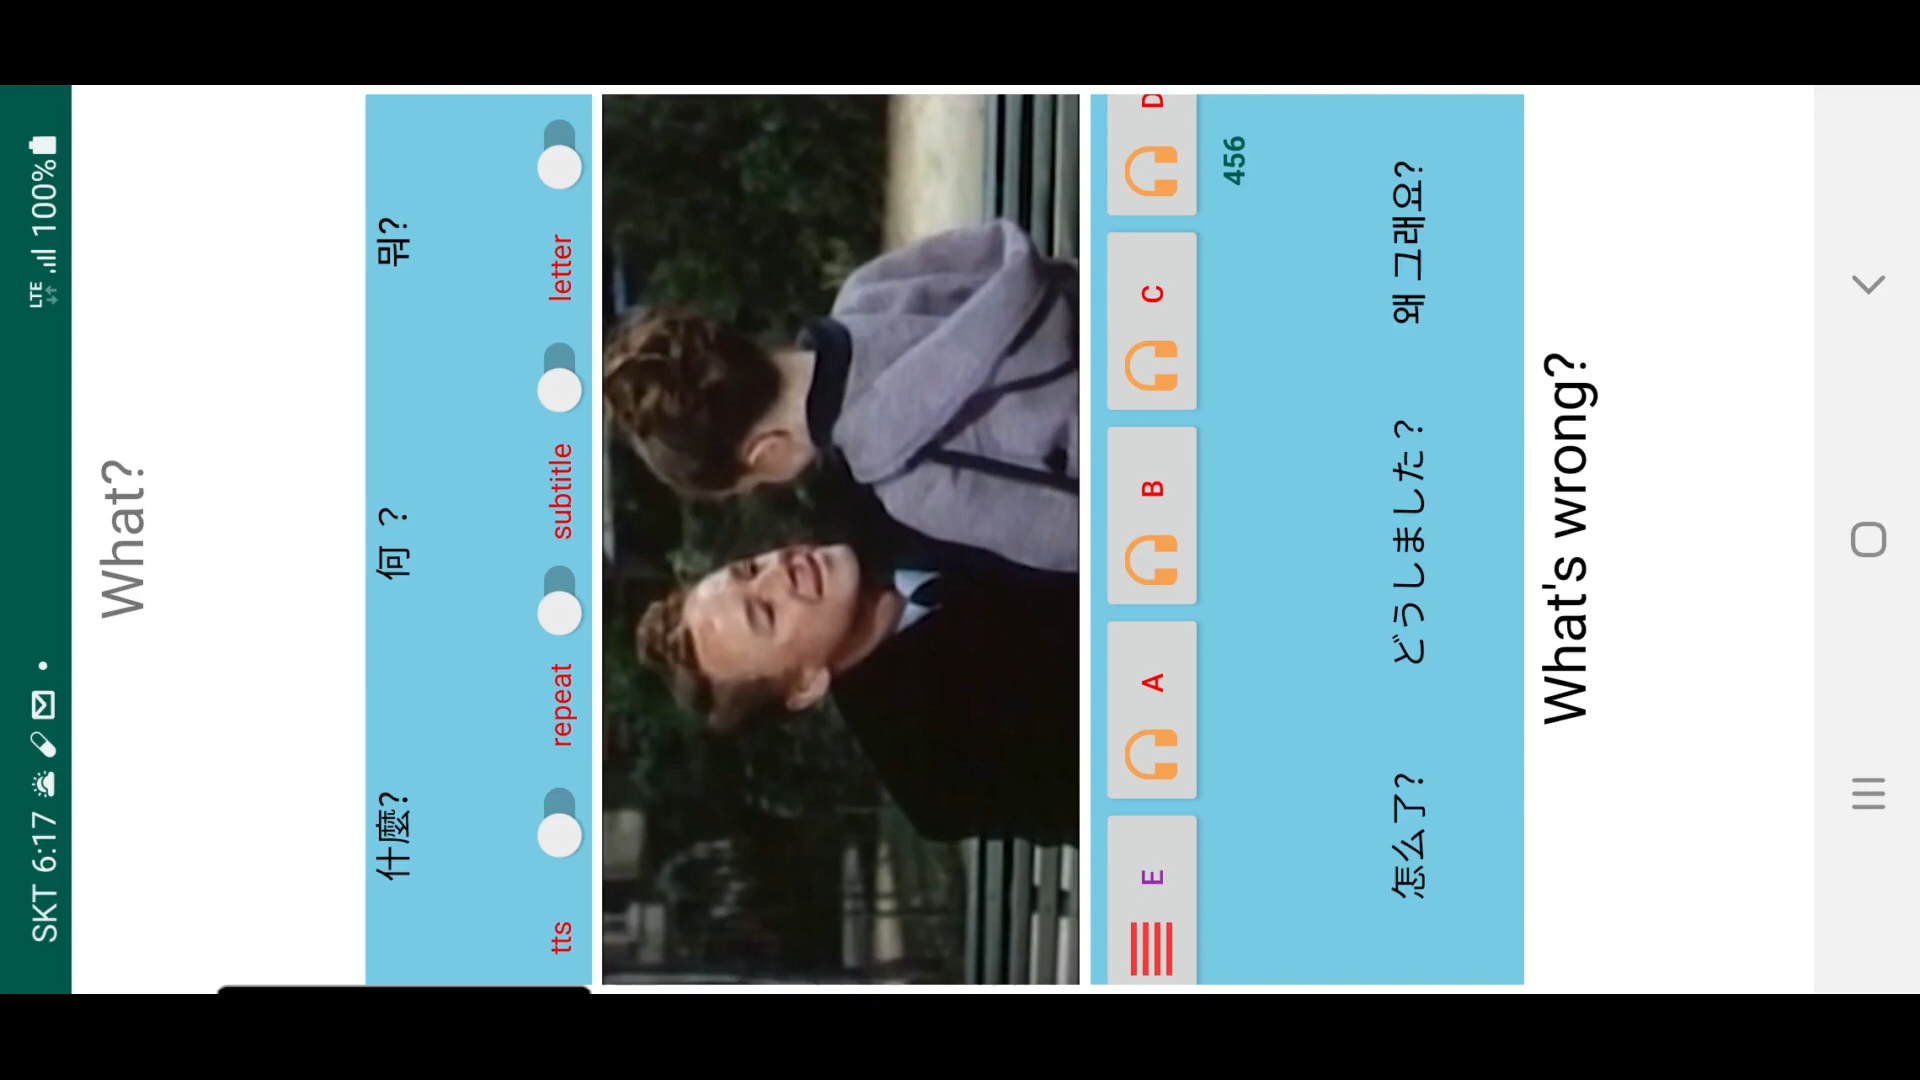 SKT 6:17 LTE 100%
What?
什麼? 何 ? 뭐?
tts repeat subtitle letter
E A B C D
456
怎么了? どうしました? 왜 그래요?
What's wrong?